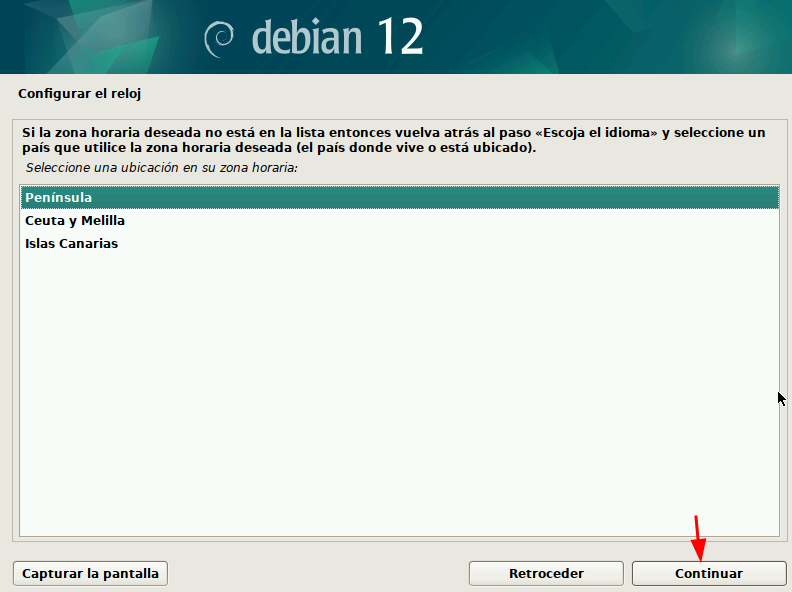 debian 12
Configurar el reloj
Si la zona horaria deseada no está en la lista entonces vuelva atrás al paso «Escoja el idioma» y seleccione un
país que utilice la zona horaria deseada (el país donde vive o está ubicado).
Seleccione una ubicación en su zona horaria:
Península
Ceuta y Melilla
Islas Canarias
Capturar la pantalla
Retroceder
Continuar